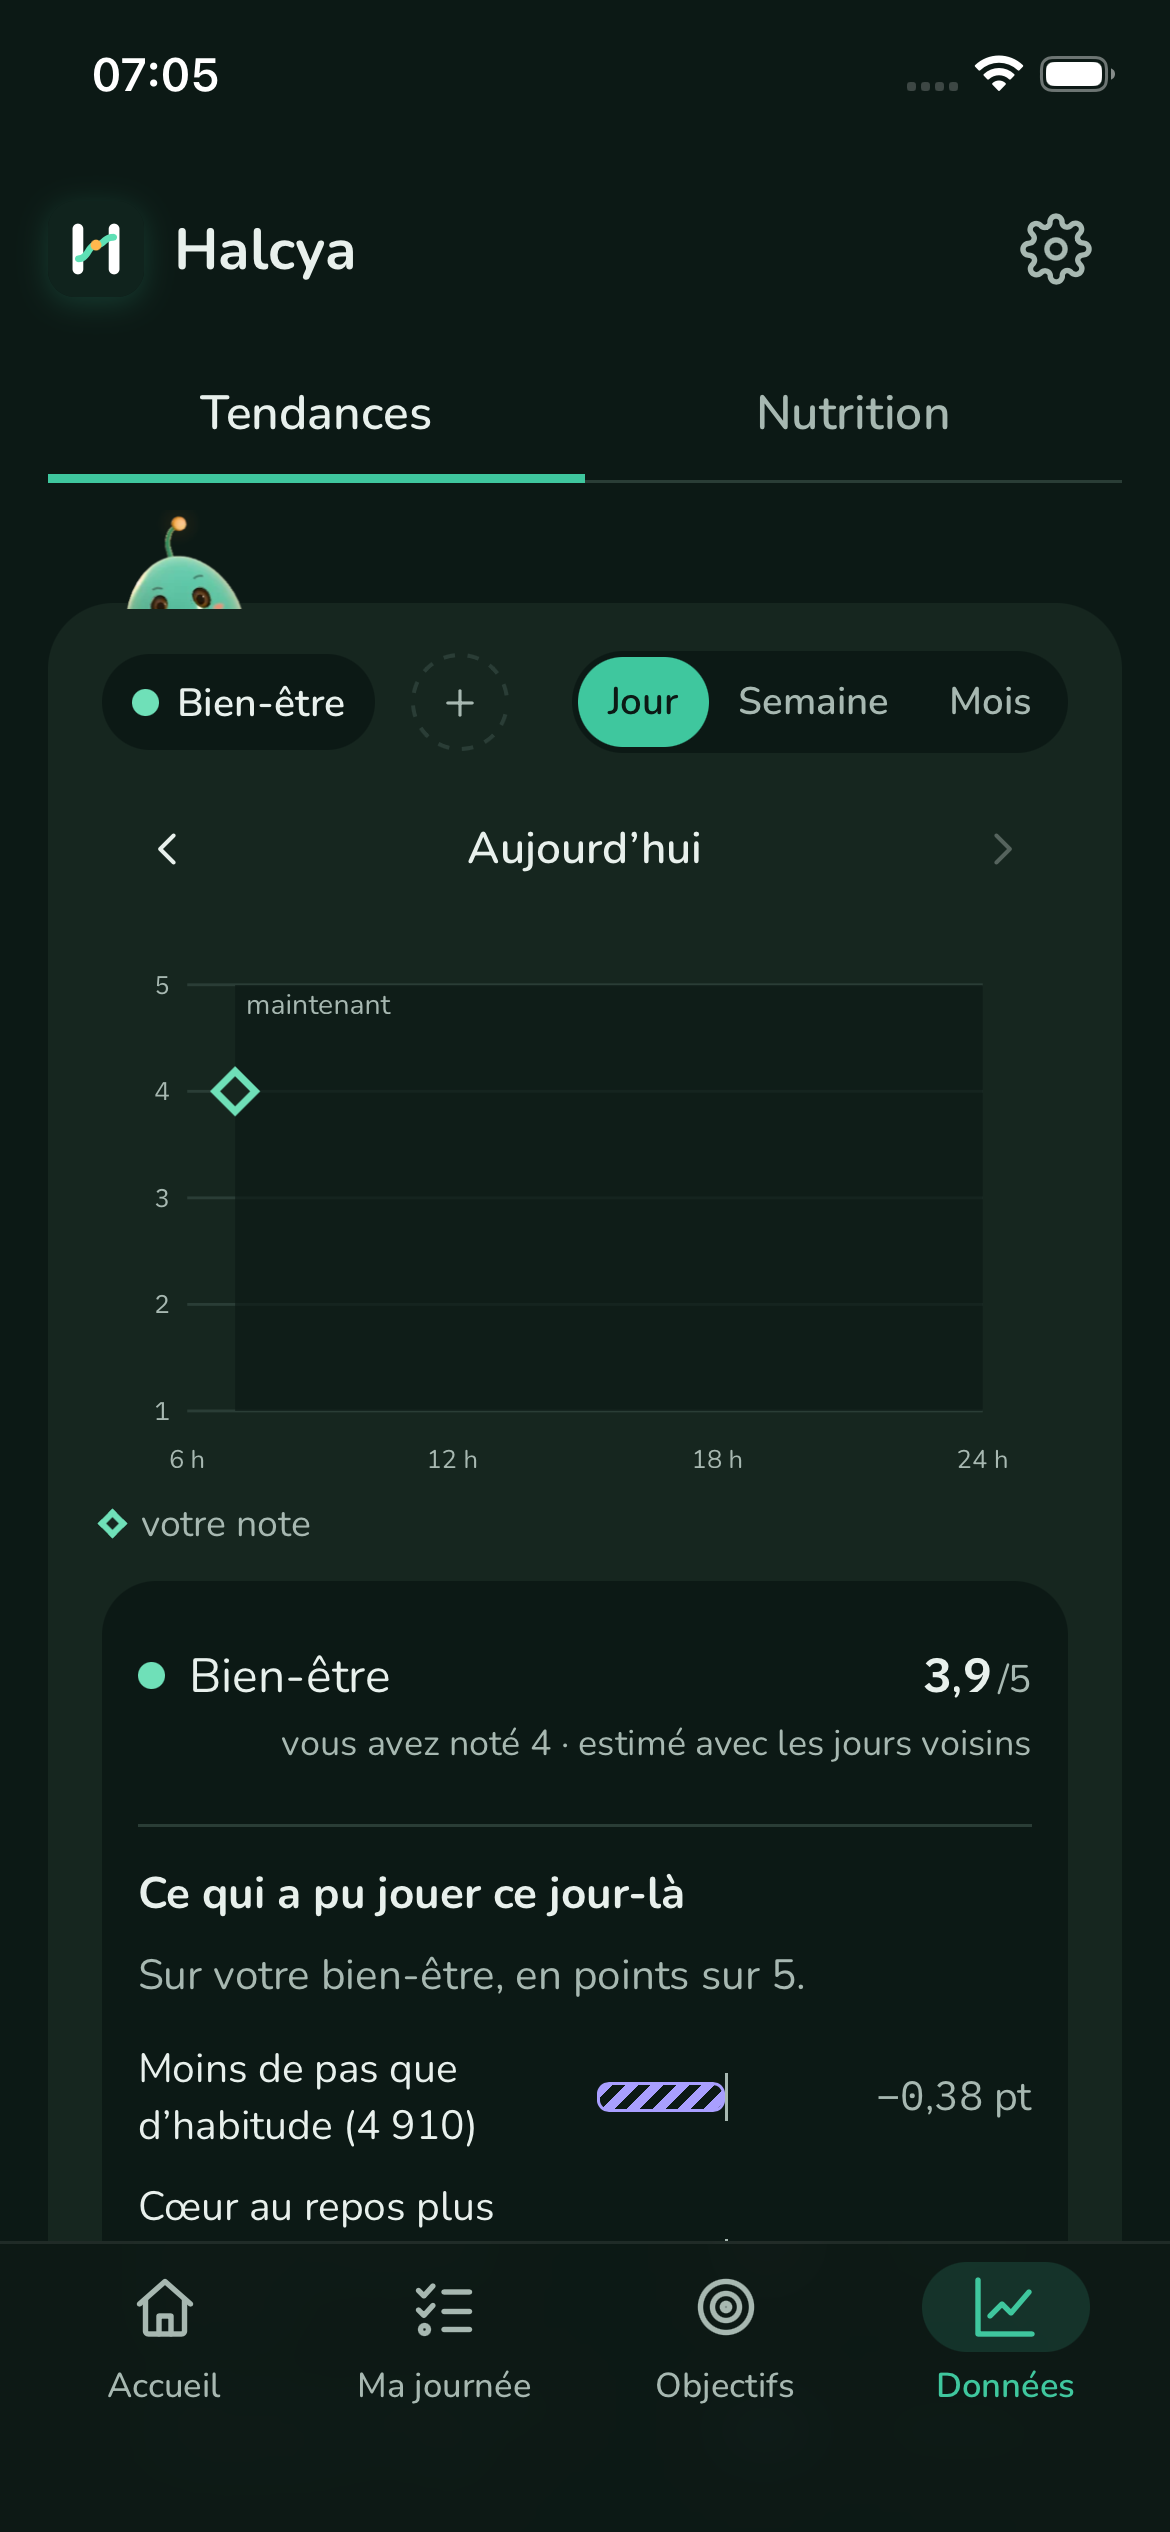 07:05
Halcya
Tendances
Nutrition
Bien-être
+
Jour
Semaine
Mois
Aujourd’hui
5
maintenant
4
3
2
1
6 h
12 h
18 h
24 h
votre note
Bien-être
3,9 /5
vous avez noté 4 · estimé avec les jours voisins
Ce qui a pu jouer ce jour-là
Sur votre bien-être, en points sur 5.
Moins de pas que
d’habitude (4 910)
−0,38 pt
Cœur au repos plus
Accueil
Ma journée
Objectifs
Données